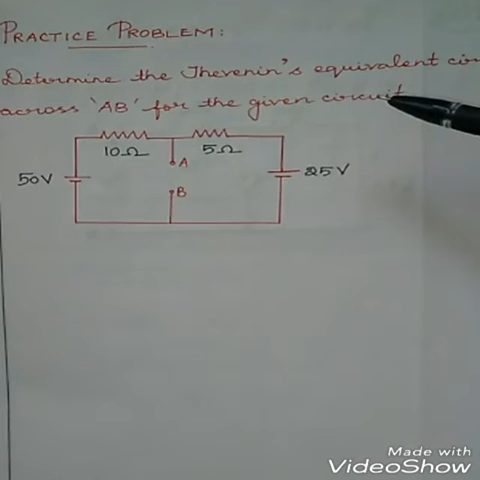 PRACTICE PROBLEM:
Determine the Thevenin's equivalent
across 'AB' for the given circuit
10Ω 5Ω
A
50V 25V
B
Made with
VideoShow